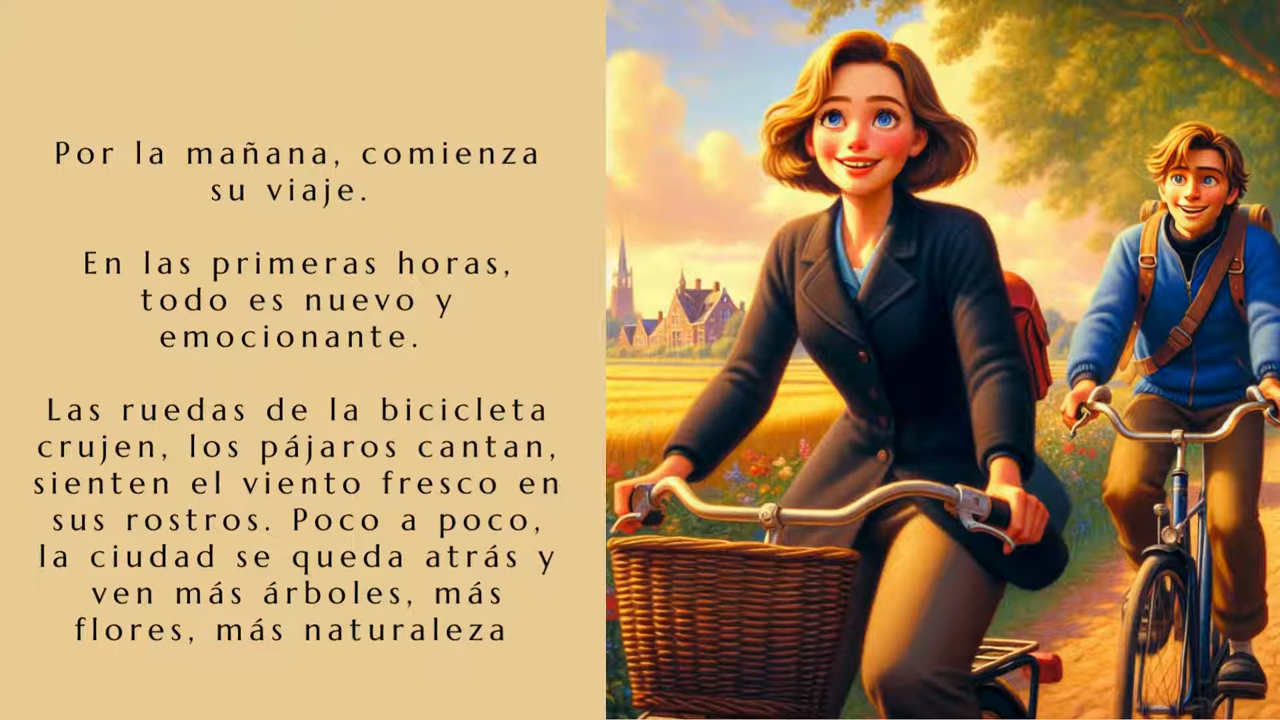 Por la mañana, comienza
su viaje.
En las primeras horas,
todo es nuevo y
emocionante.
Las ruedas de la bicicleta
crujen, los pájaros cantan,
sienten el viento fresco en
sus rostros. Poco a poco,
la ciudad se queda atrás y
ven más árboles, más
flores, más naturaleza